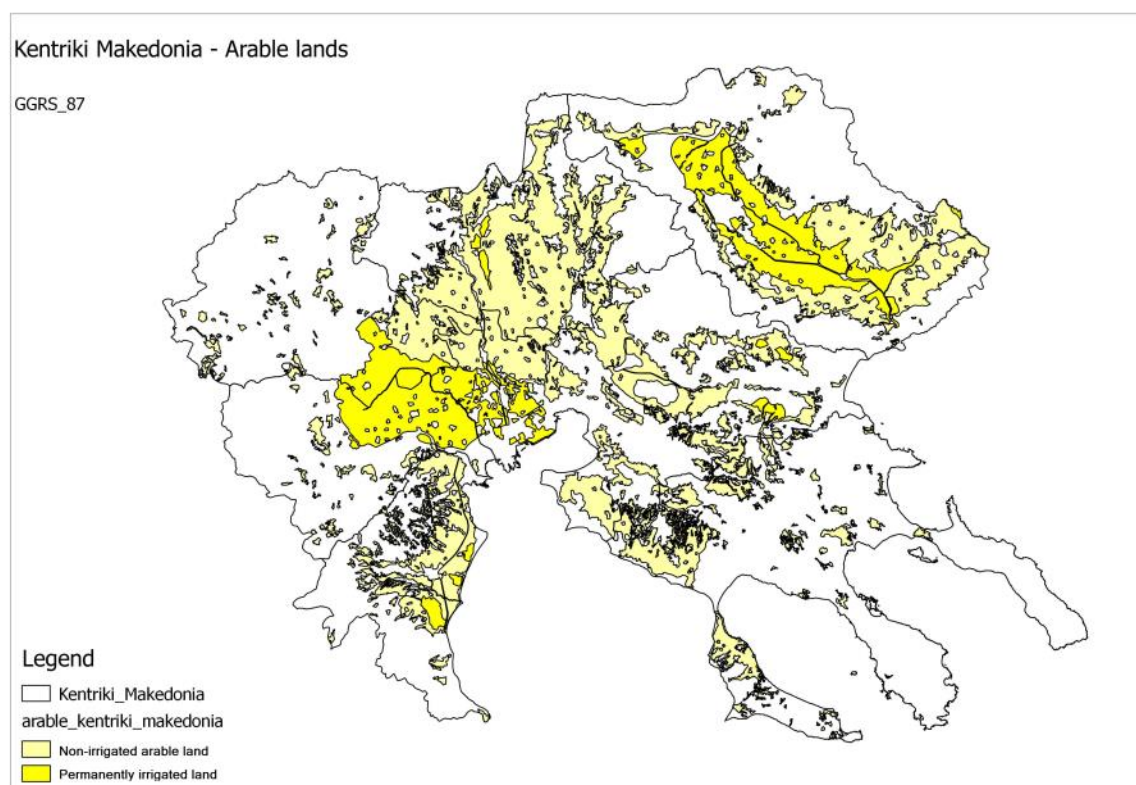 Kentriki Makedonia - Arable lands
GGRS_87
Legend
Kentriki_Makedonia
arable_kentriki_makedonia
Non-irrigated arable land
Permanently irrigated land